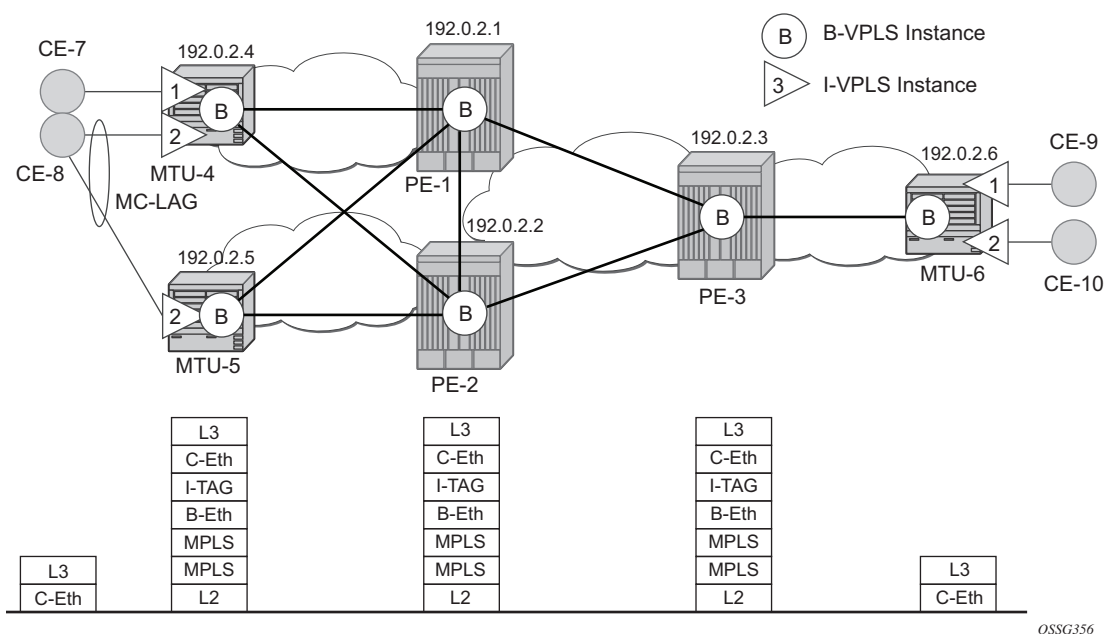 CE-7
192.0.2.4
192.0.2.1
B
B-VPLS Instance
3
I-VPLS Instance
1
B
B
2
CE-8
MTU-4
MC-LAG
PE-1
192.0.2.3
192.0.2.6
CE-9
1
B
B
2
192.0.2.2
192.0.2.5
MTU-6
CE-10
PE-3
2
B
B
MTU-5
PE-2
L3
C-Eth
I-TAG
B-Eth
MPLS
MPLS
L2
L3
C-Eth
I-TAG
B-Eth
MPLS
MPLS
L2
L3
C-Eth
I-TAG
B-Eth
MPLS
MPLS
L2
L3
C-Eth
L3
C-Eth
OSSG356